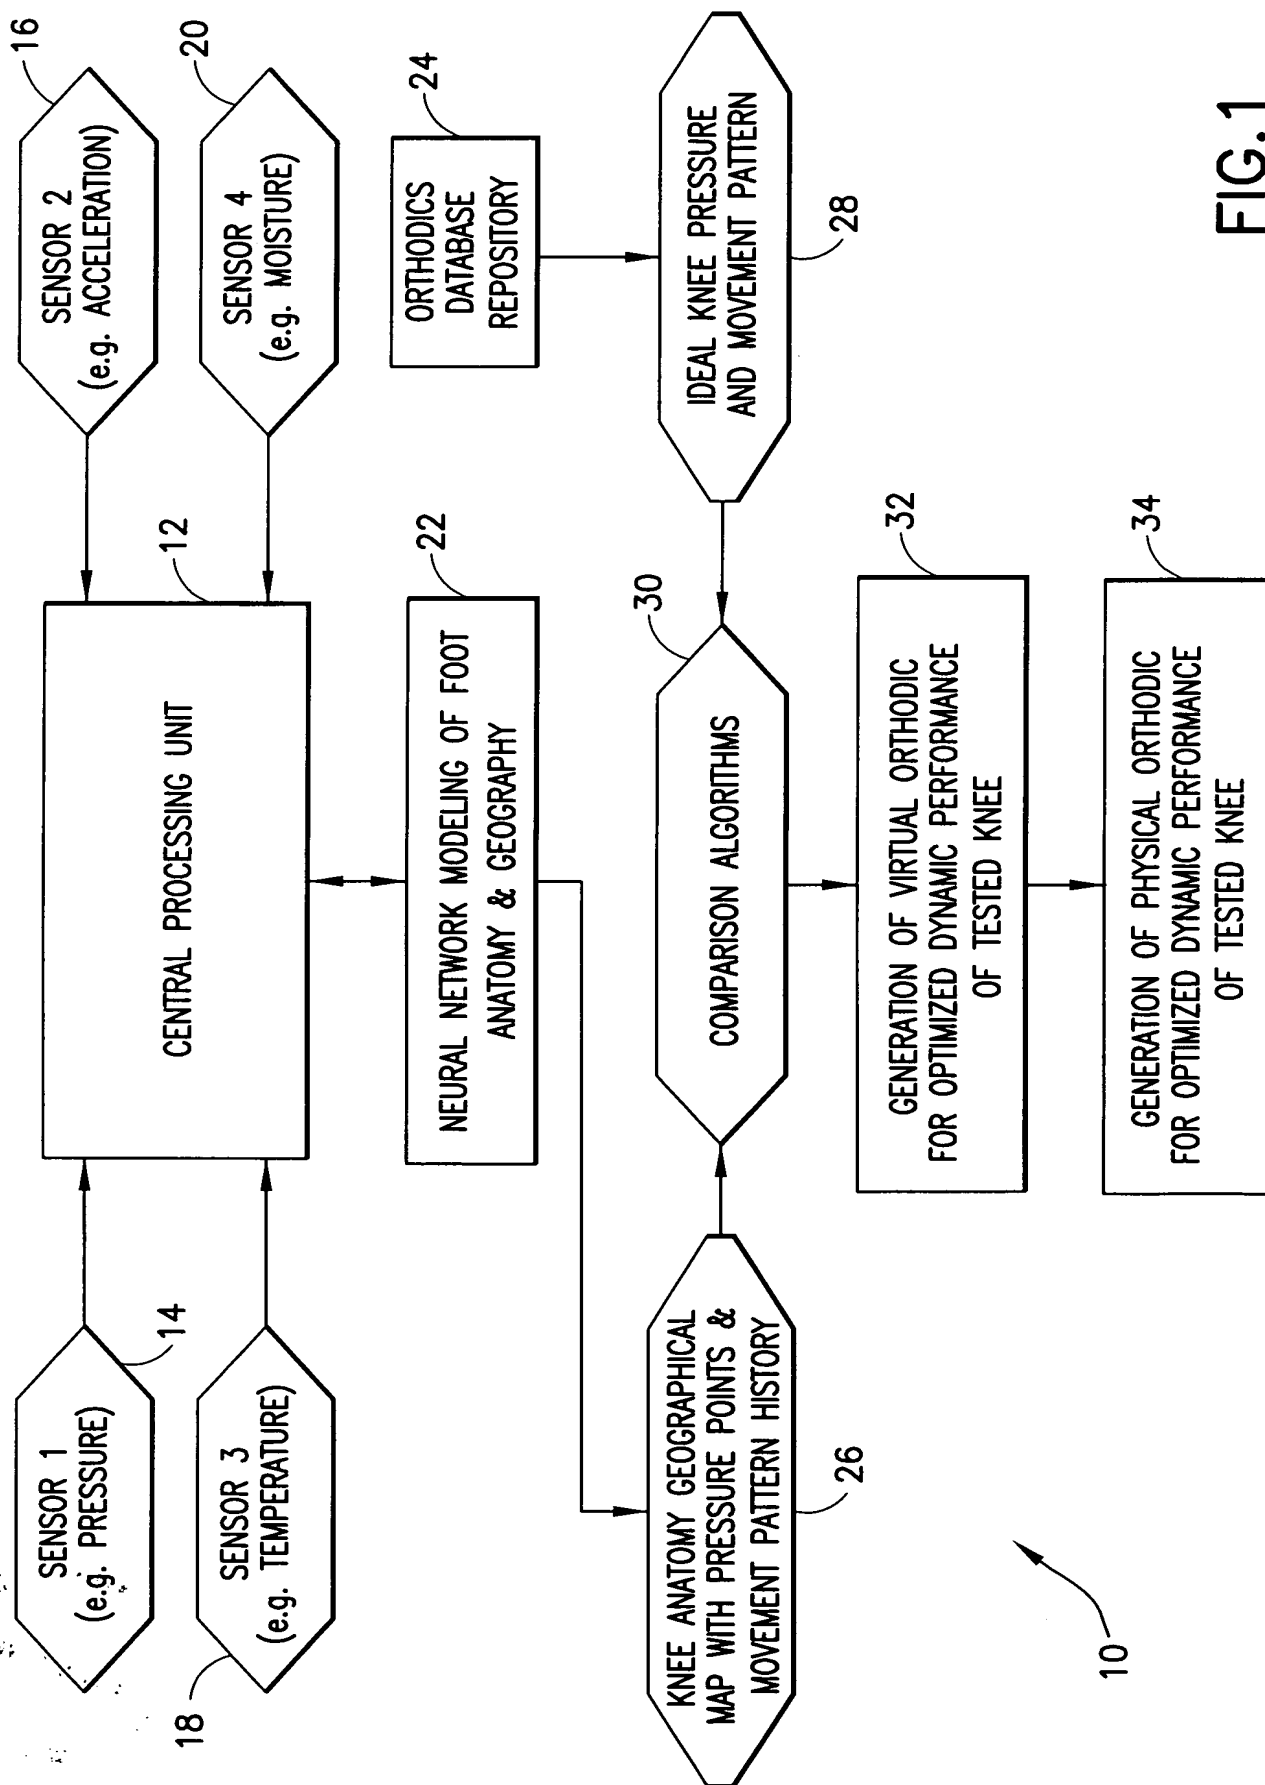 SENSOR 1
(e.g. PRESSURE)
14
SENSOR 3
(e.g. TEMPERATURE)
18
CENTRAL PROCESSING UNIT
12
SENSOR 2
(e.g. ACCELERATION)
16
SENSOR 4
(e.g. MOISTURE)
20
NEURAL NETWORK MODELING OF FOOT
ANATOMY & GEOGRAPHY
22
ORTHODICS
DATABASE
REPOSITORY
24
KNEE ANATOMY GEOGRAPHICAL
MAP WITH PRESSURE POINTS &
MOVEMENT PATTERN HISTORY
26
COMPARISON ALGORITHMS
30
IDEAL KNEE PRESSURE
AND MOVEMENT PATTERN
28
GENERATION OF VIRTUAL ORTHODIC
FOR OPTIMIZED DYNAMIC PERFORMANCE
OF TESTED KNEE
32
GENERATION OF PHYSICAL ORTHODIC
FOR OPTIMIZED DYNAMIC PERFORMANCE
OF TESTED KNEE
34
10
FIG.1